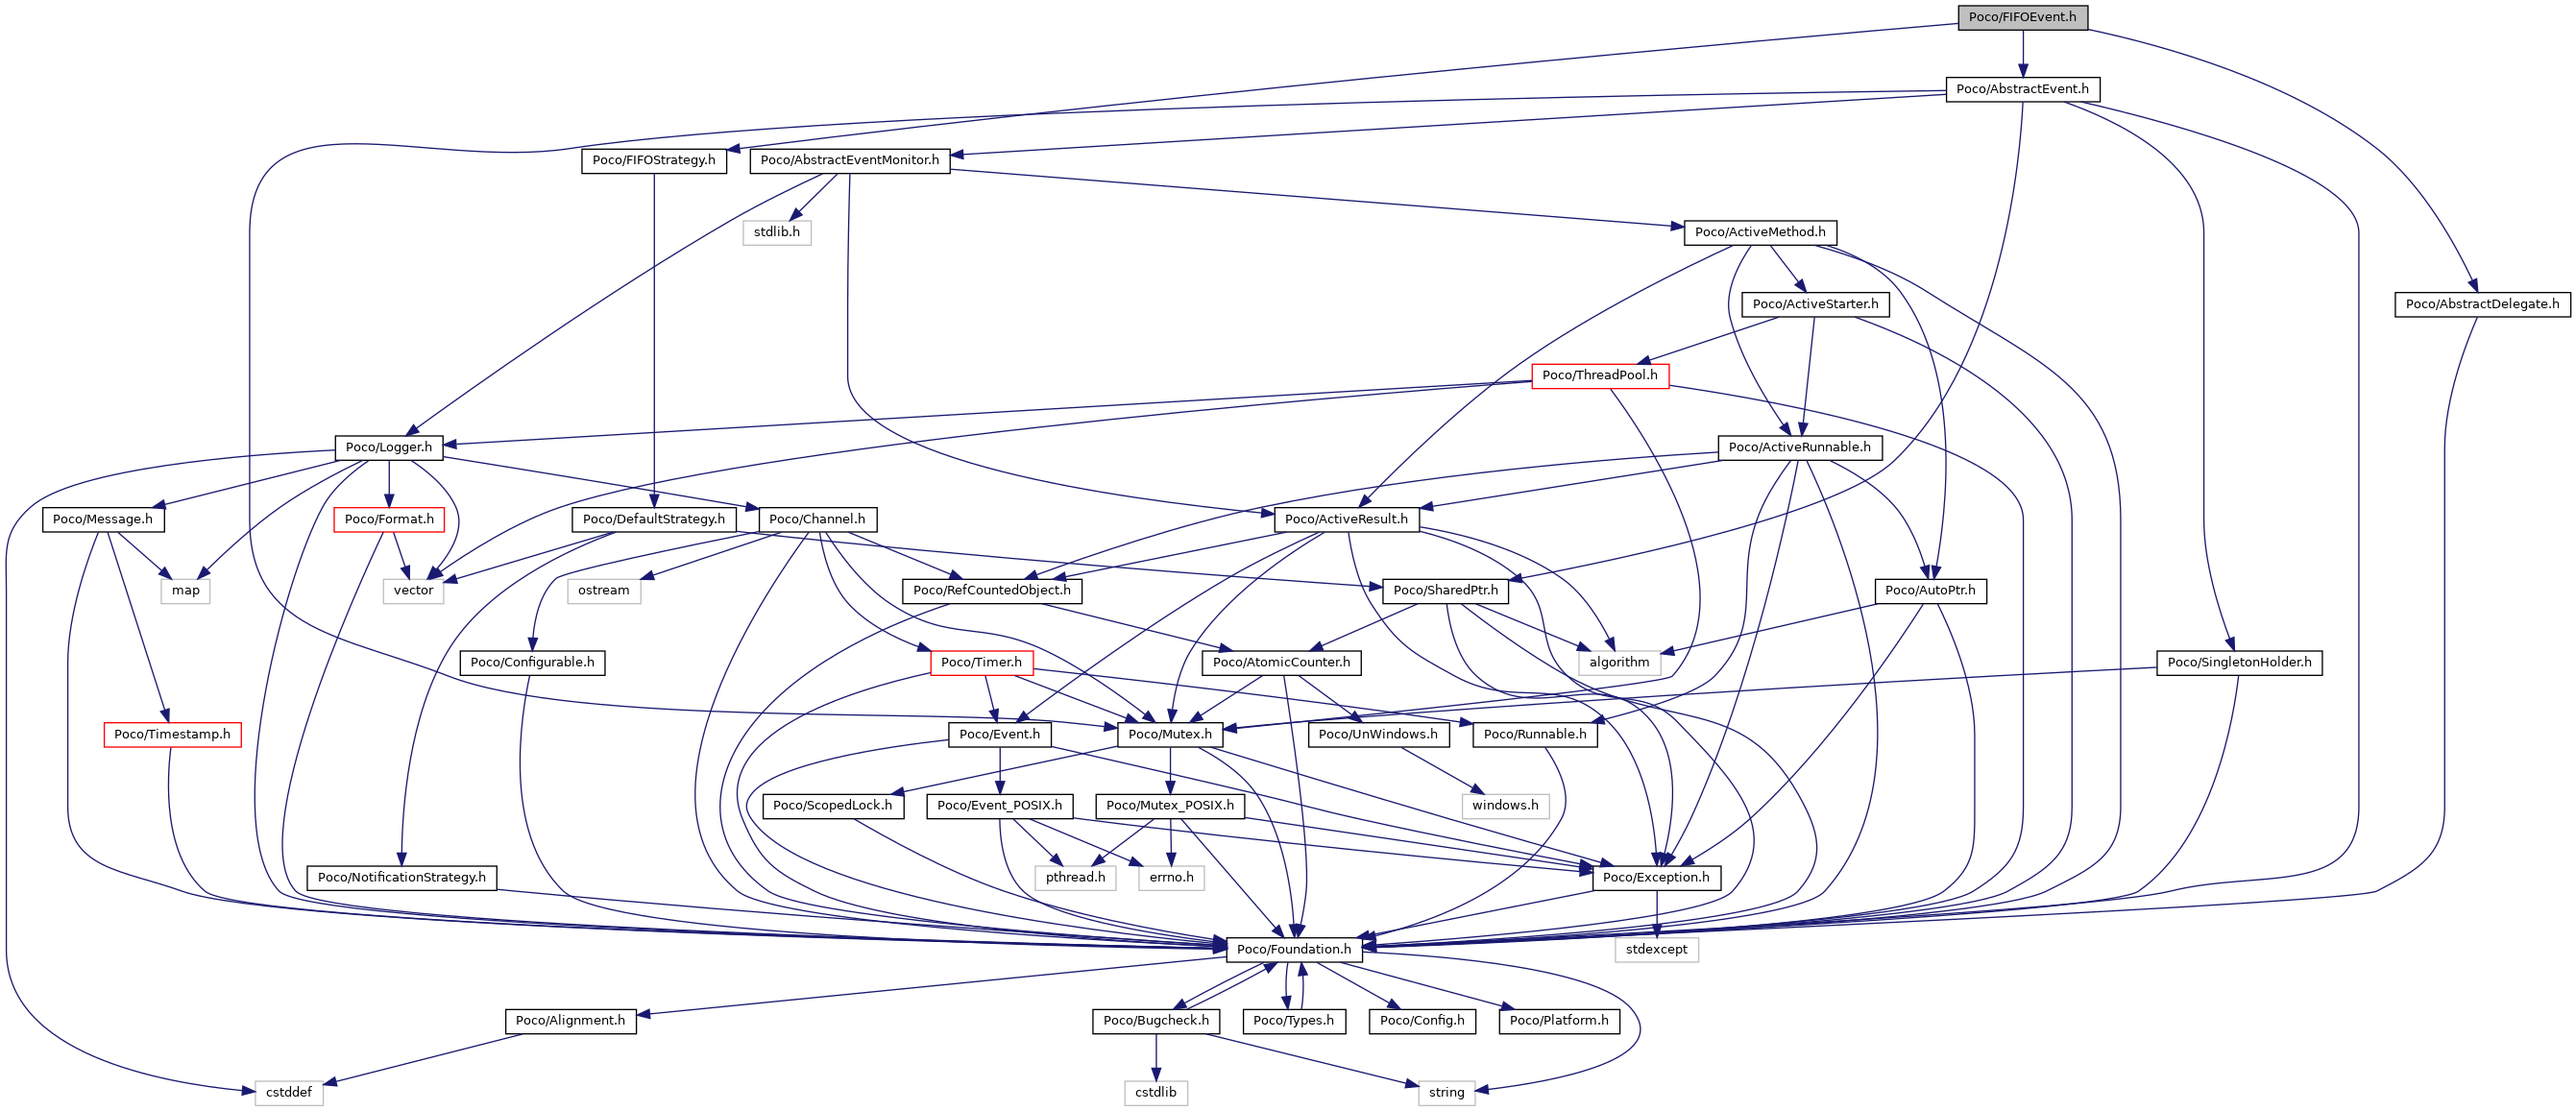 Poco/FIFOEvent.h
Poco/AbstractEvent.h
Poco/FIFOStrategy.h
Poco/AbstractEventMonitor.h
stdlib.h
Poco/ActiveMethod.h
Poco/ActiveStarter.h
Poco/AbstractDelegate.h
Poco/ThreadPool.h
Poco/Logger.h
Poco/ActiveRunnable.h
Poco/Message.h
Poco/Format.h
Poco/DefaultStrategy.h
Poco/Channel.h
Poco/ActiveResult.h
map
vector
ostream
Poco/RefCountedObject.h
Poco/SharedPtr.h
Poco/AutoPtr.h
Poco/Configurable.h
Poco/Timer.h
Poco/AtomicCounter.h
algorithm
Poco/SingletonHolder.h
Poco/Timestamp.h
Poco/Event.h
Poco/Mutex.h
Poco/UnWindows.h
Poco/Runnable.h
Poco/ScopedLock.h
Poco/Event_POSIX.h
Poco/Mutex_POSIX.h
windows.h
Poco/NotificationStrategy.h
pthread.h
errno.h
Poco/Exception.h
Poco/Foundation.h
stdexcept
Poco/Alignment.h
Poco/Bugcheck.h
Poco/Types.h
Poco/Config.h
Poco/Platform.h
cstddef
cstdlib
string